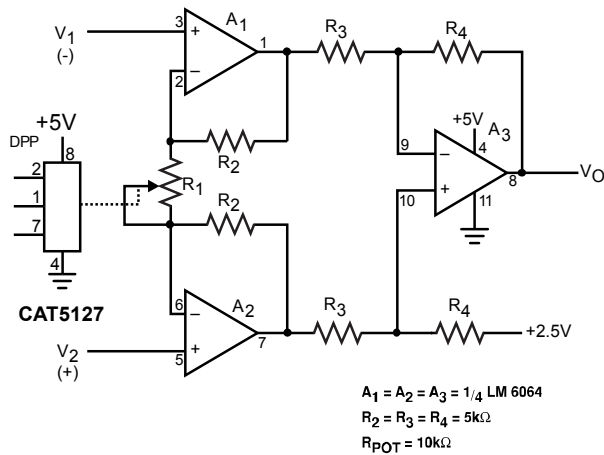 A1
3
V1
+
1
R3
R4
(-)
–
2
+5V
DPP
8
R2
+5V
A3
9
–
4
2
R1
VO
1
8
+
7
R2
10
11
4
6
A2
R3
R4
CAT5127
–
7
+2.5V
V2
+
(+)
5
A1 = A2 = A3 = 1/4 LM 6064
R2 = R3 = R4 = 5kΩ
RPOT = 10kΩ